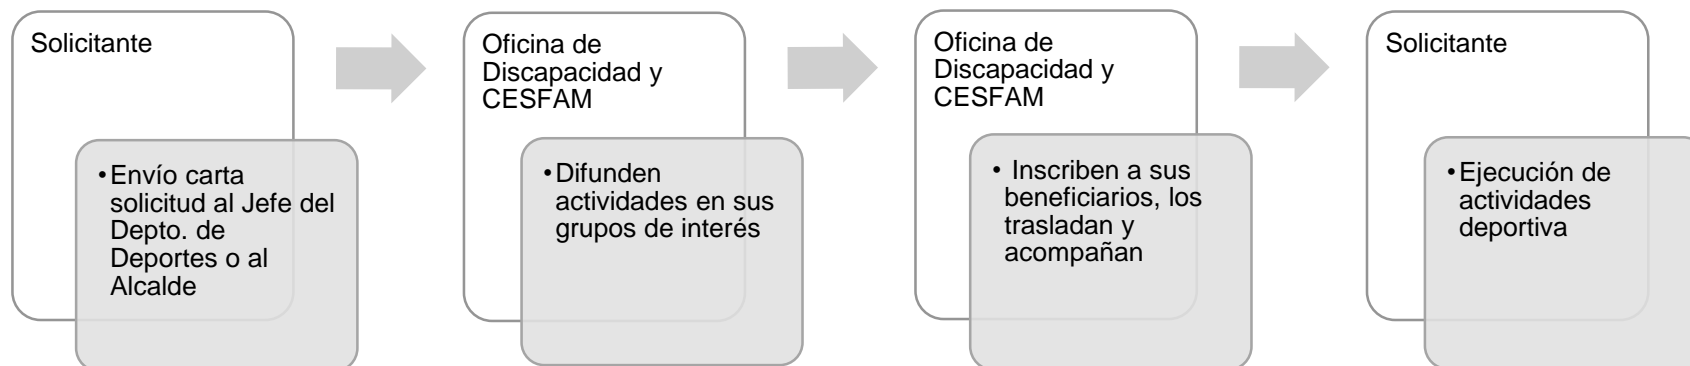 Solicitante
•Envío carta
solicitud al Jefe del
Depto. de
Deportes o al
Alcalde
Oficina de
Discapacidad y
CESFAM
•Difunden
actividades en sus
grupos de interés
Oficina de
Discapacidad y
CESFAM
• Inscriben a sus
beneficiarios, los
trasladan y
acompañan
Solicitante
•Ejecución de
actividades
deportiva